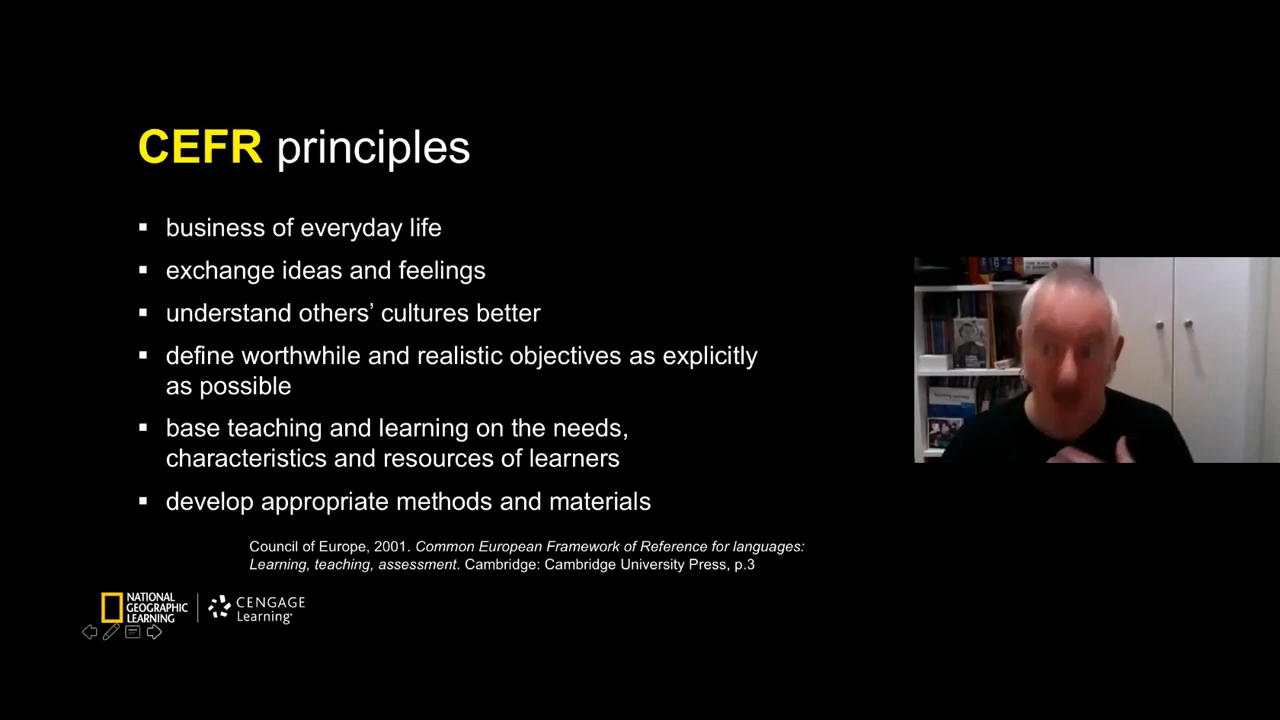 CEFR principles
▪ business of everyday life
▪ exchange ideas and feelings
▪ understand others’ cultures better
▪ define worthwhile and realistic objectives as explicitly
as possible
▪ base teaching and learning on the needs,
characteristics and resources of learners
▪ develop appropriate methods and materials
Council of Europe, 2001. Common European Framework of Reference for languages:
Learning, teaching, assessment. Cambridge: Cambridge University Press, p.3
NATIONAL
GEOGRAPHIC
LEARNING
CENGAGE
Learning